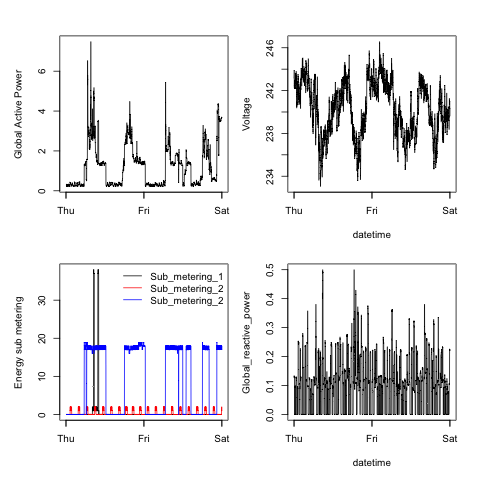 Global Active Power
0 2 4 6
Thu Fri Sat
Voltage
234 238 242 246
Thu Fri Sat
datetime
Energy sub metering
0 10 20 30
Sub_metering_1
Sub_metering_2
Sub_metering_2
Thu Fri Sat
Global_reactive_power
0.0 0.1 0.2 0.3 0.4 0.5
Thu Fri Sat
datetime